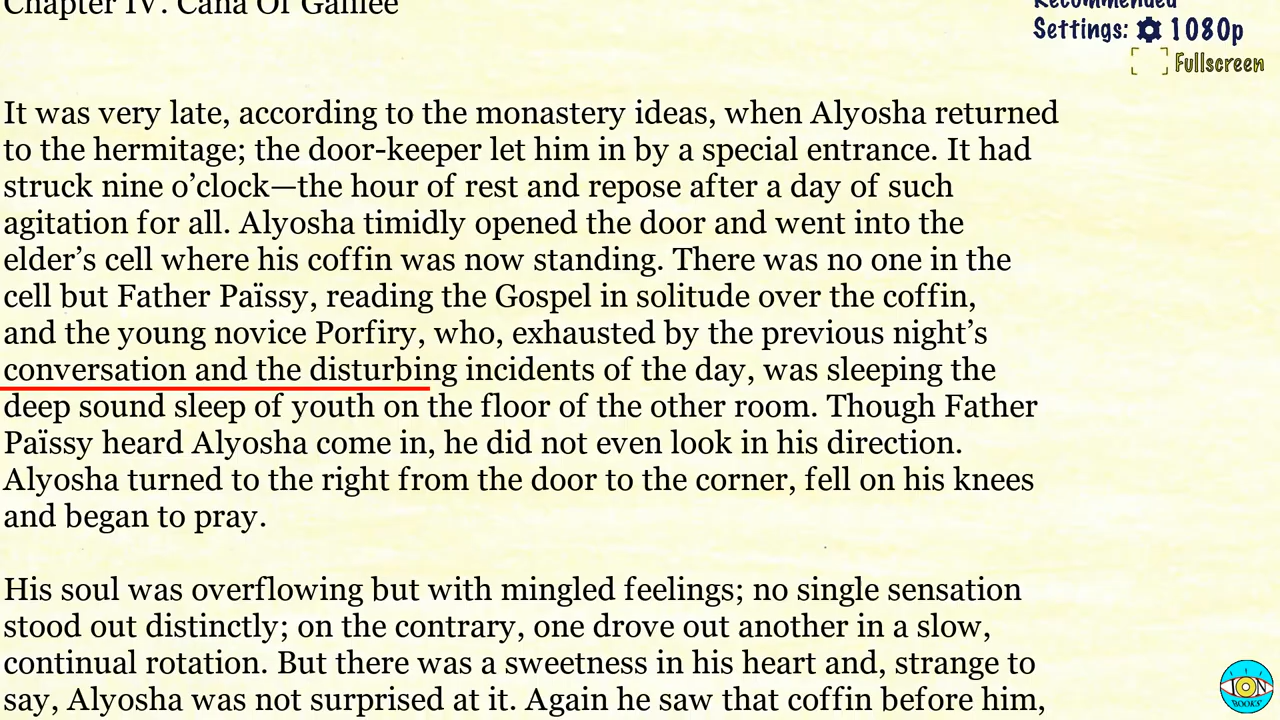 Chapter IV. Cana Of Galilee
Recommended
Settings: 1080p
Fullscreen
It was very late, according to the monastery ideas, when Alyosha returned
to the hermitage; the door-keeper let him in by a special entrance. It had
struck nine o’clock—the hour of rest and repose after a day of such
agitation for all. Alyosha timidly opened the door and went into the
elder’s cell where his coffin was now standing. There was no one in the
cell but Father Païssy, reading the Gospel in solitude over the coffin,
and the young novice Porfiry, who, exhausted by the previous night’s
conversation and the disturbing incidents of the day, was sleeping the
deep sound sleep of youth on the floor of the other room. Though Father
Païssy heard Alyosha come in, he did not even look in his direction.
Alyosha turned to the right from the door to the corner, fell on his knees
and began to pray.
His soul was overflowing but with mingled feelings; no single sensation
stood out distinctly; on the contrary, one drove out another in a slow,
continual rotation. But there was a sweetness in his heart and, strange to
say, Alyosha was not surprised at it. Again he saw that coffin before him,
ION
BOOKS